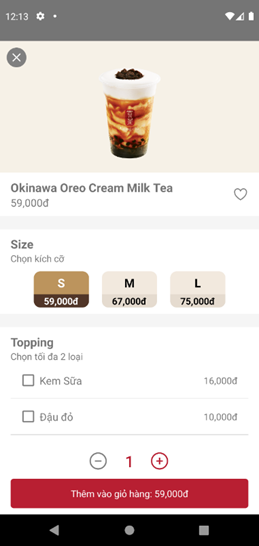 12:13
Okinawa Oreo Cream Milk Tea
59,000đ
Size
Chọn kích cỡ
S M L
59,000đ 67,000đ 75,000đ
Topping
Chọn tối đa 2 loại
Kem Sữa 16,000đ
Đậu đỏ 10,000đ
1
Thêm vào giỏ hàng: 59,000đ